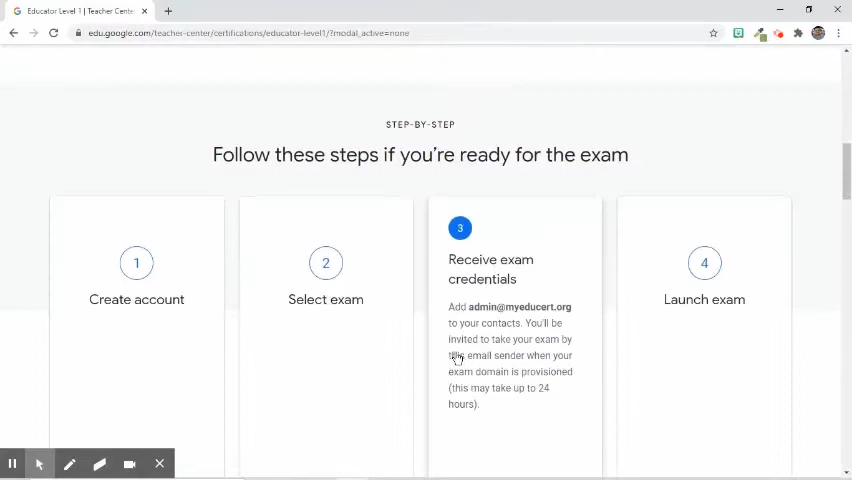 Educator Level 1 | Teacher Center
edu.google.com/teacher-center/certifications/educator-level1/?modal_active=none
STEP-BY-STEP
Follow these steps if you're ready for the exam
1
Create account
2
Select exam
3
Receive exam
credentials
Add admin@myeducert.org
to your contacts. You'll be
invited to take your exam by
this email sender when your
exam domain is provisioned
(this may take up to 24
hours).
4
Launch exam